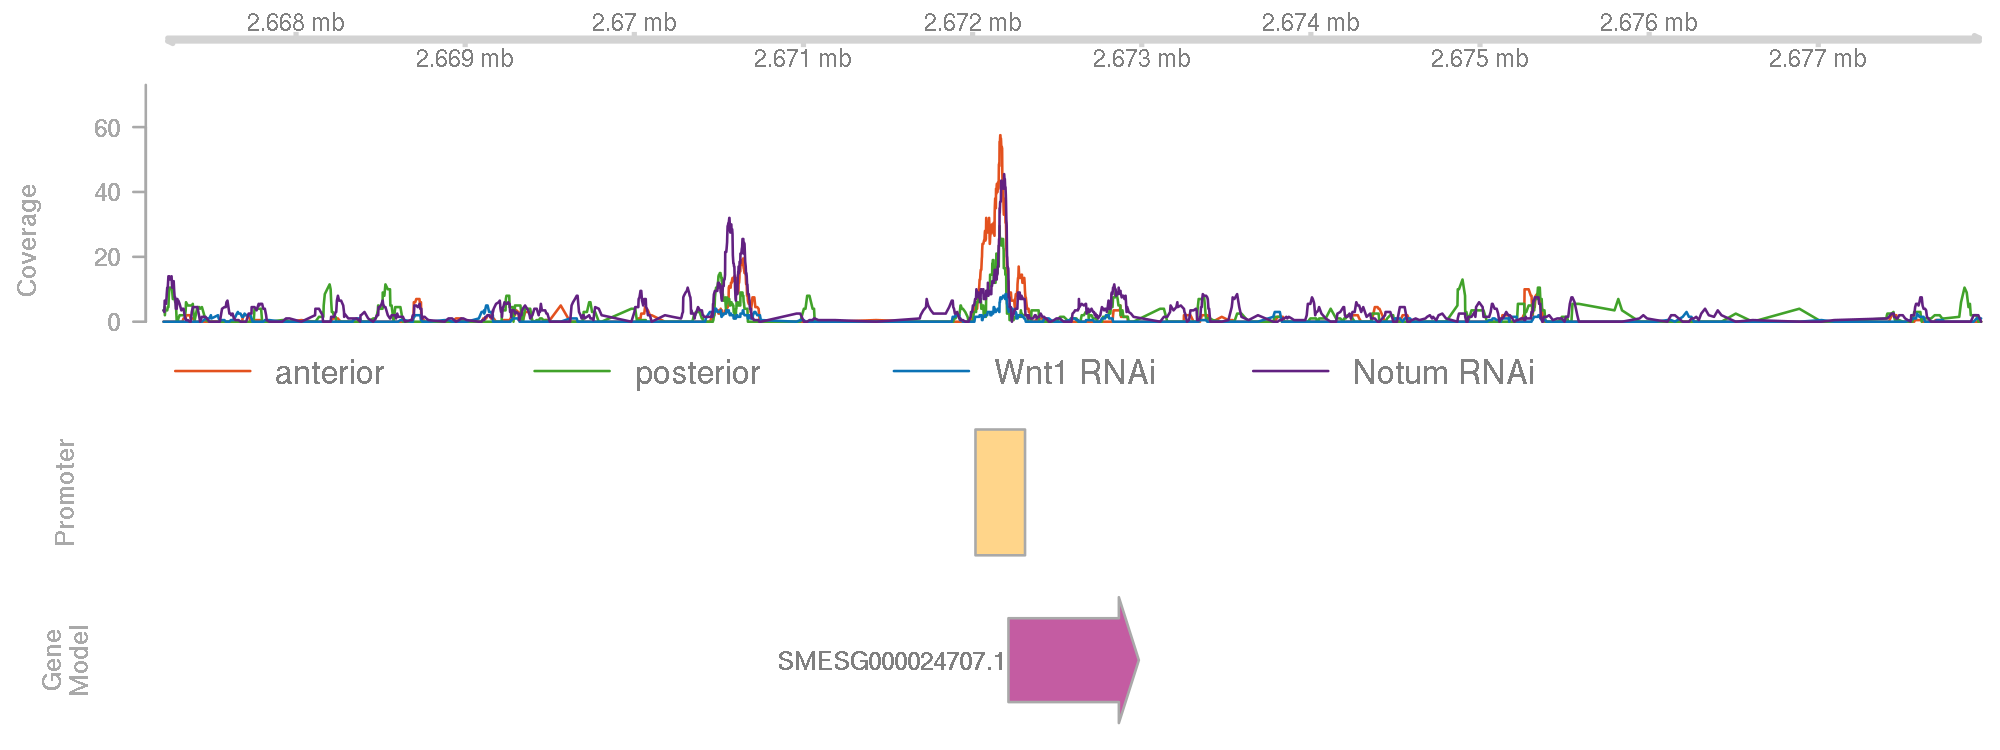 2.668 mb 2.67 mb 2.672 mb 2.674 mb 2.676 mb
2.669 mb 2.671 mb 2.673 mb 2.675 mb 2.677 mb
Coverage
60
40
20
0
anterior posterior Wnt1 RNAi Notum RNAi
Promoter
Gene
Model
SMESG000024707.1